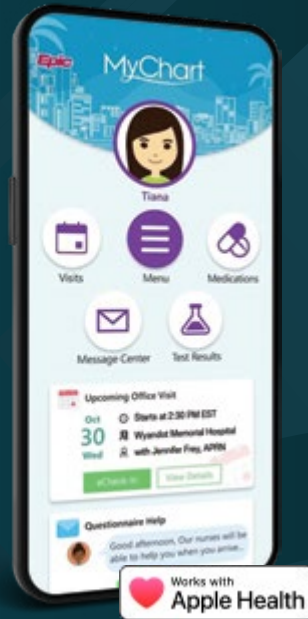 Epic
MyChart
Tiana
Visits
Menu
Medications
Message Center
Test Results
Upcoming Office Visit
Oct
30
Wed
Starts at 2:30 PM EST
Wyandot Memorial Hospital
with Jennifer Frey, APRN
eCheck-in
View Details
Questionnaire Help
Good afternoon, Our nurses will be
able to help you when you arrive...
Works with
Apple Health